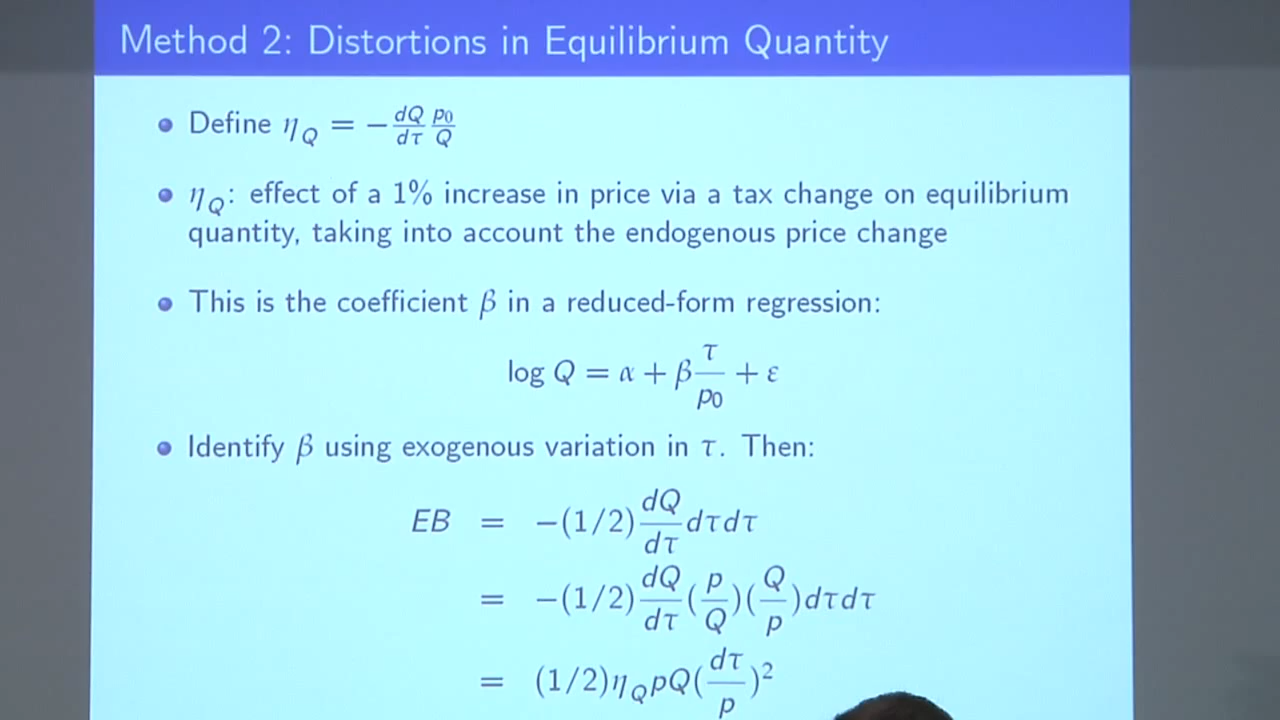 Method 2: Distortions in Equilibrium Quantity
Define η_Q = −dQ/dτ p₀/Q
η_Q: effect of a 1% increase in price via a tax change on equilibrium
quantity, taking into account the endogenous price change
This is the coefficient β in a reduced-form regression:
log Q = α + β τ/p₀ + ε
Identify β using exogenous variation in τ. Then:
EB = −(1/2) dQ/dτ dτdτ
= −(1/2) dQ/dτ (p/Q)(Q/p)dτdτ
= (1/2)η_Q pQ(dτ/p)²